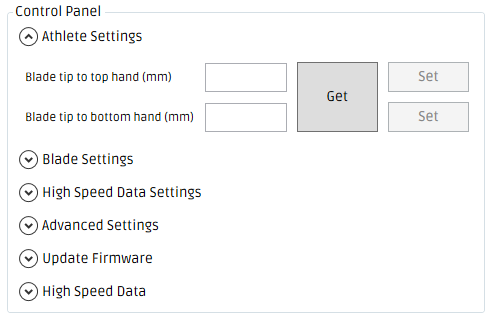 Control Panel
Athlete Settings
Blade tip to top hand (mm)
Get
Set
Blade tip to bottom hand (mm)
Set
Blade Settings
High Speed Data Settings
Advanced Settings
Update Firmware
High Speed Data